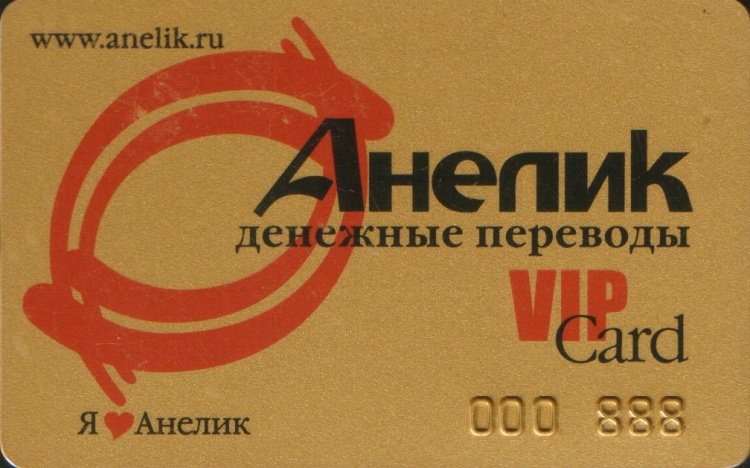 www.anelik.ru
Анелик
денежные переводы
VIP
Card
Я ❤ Анелик
000 888